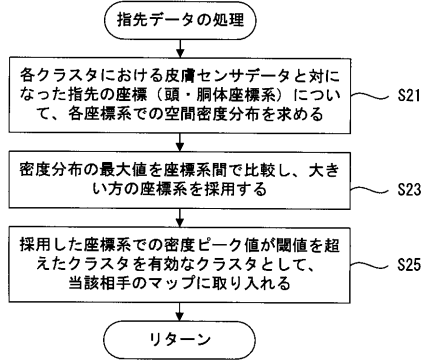 指先データの処理
各クラスタにおける皮膚センサデータと対に
なった指先の座標（頭・胴体座標系）につい
て、各座標系での空間密度分布を求める
S21
密度分布の最大値を座標系間で比較し、大き
い方の座標系を採用する
S23
採用した座標系での密度ピーク値が閾値を超
えたクラスタを有効なクラスタとして、
当該相手のマップに取り入れる
S25
リターン